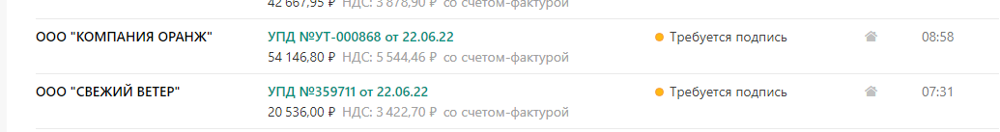 42 667,95 ₽ НДС: 3 878,90 ₽ со счетом-фактурой
ООО "КОМПАНИЯ ОРАНЖ" УПД №УТ-000868 от 22.06.22 Требуется подпись 08:58
54 146,80 ₽ НДС: 5 544,46 ₽ со счетом-фактурой
ООО "СВЕЖИЙ ВЕТЕР" УПД №359711 от 22.06.22 Требуется подпись 07:31
20 536,00 ₽ НДС: 3 422,70 ₽ со счетом-фактурой